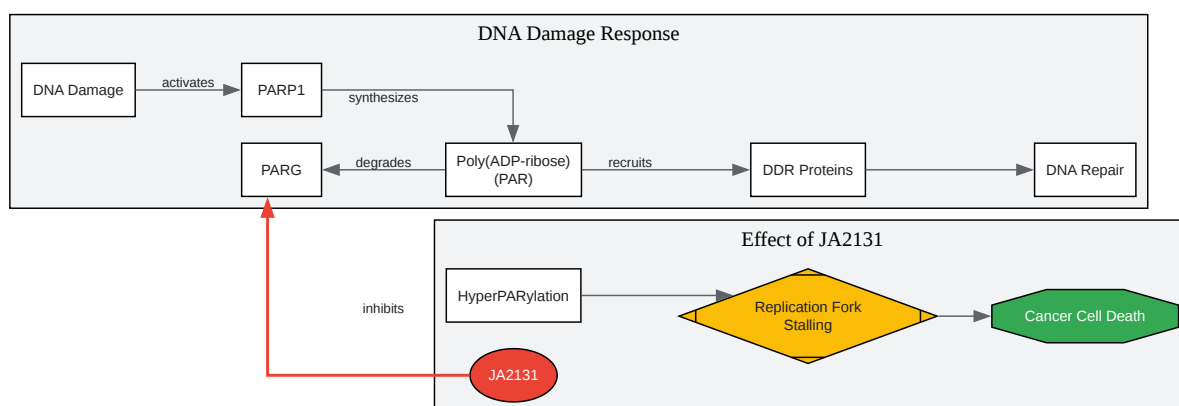 DNA Damage Response
DNA Damage
activates
PARP1
synthesizes
PARG
degrades
Poly(ADP-ribose)
(PAR)
recruits
DDR Proteins
DNA Repair
Effect of JA2131
HyperPARylation
inhibits
Replication Fork
Stalling
Cancer Cell Death
JA2131